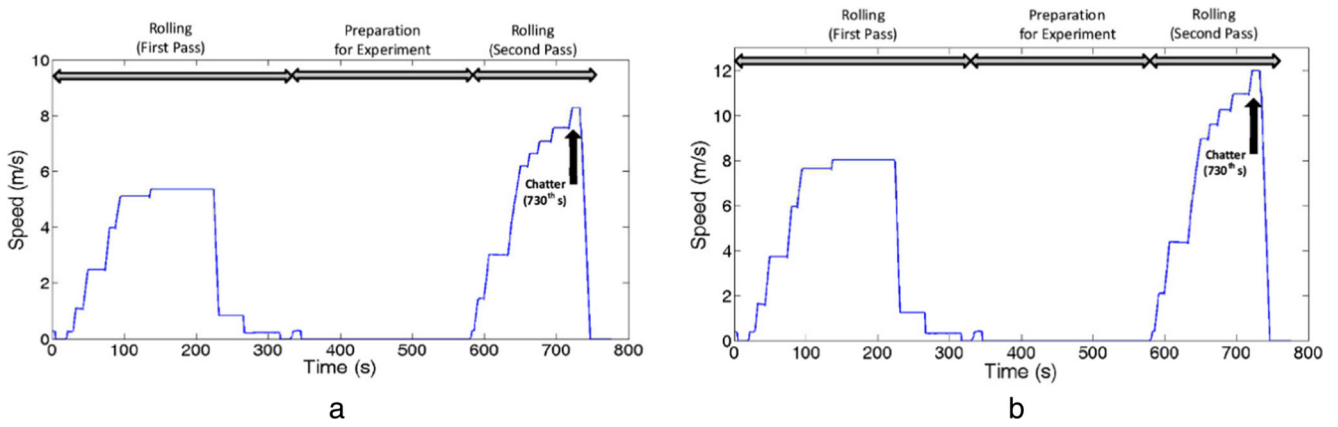 Rolling
(First Pass)
Preparation
for Experiment
Rolling
(Second Pass)
10
8
6
4
2
0
Speed (m/s)
Chatter
(730th s)
0 100 200 300 400 500 600 700 800
Time (s)
a
Rolling
(First Pass)
Preparation
for Experiment
Rolling
(Second Pass)
12
10
8
6
4
2
0
Speed (m/s)
Chatter
(730th s)
0 100 200 300 400 500 600 700 800
Time (s)
b